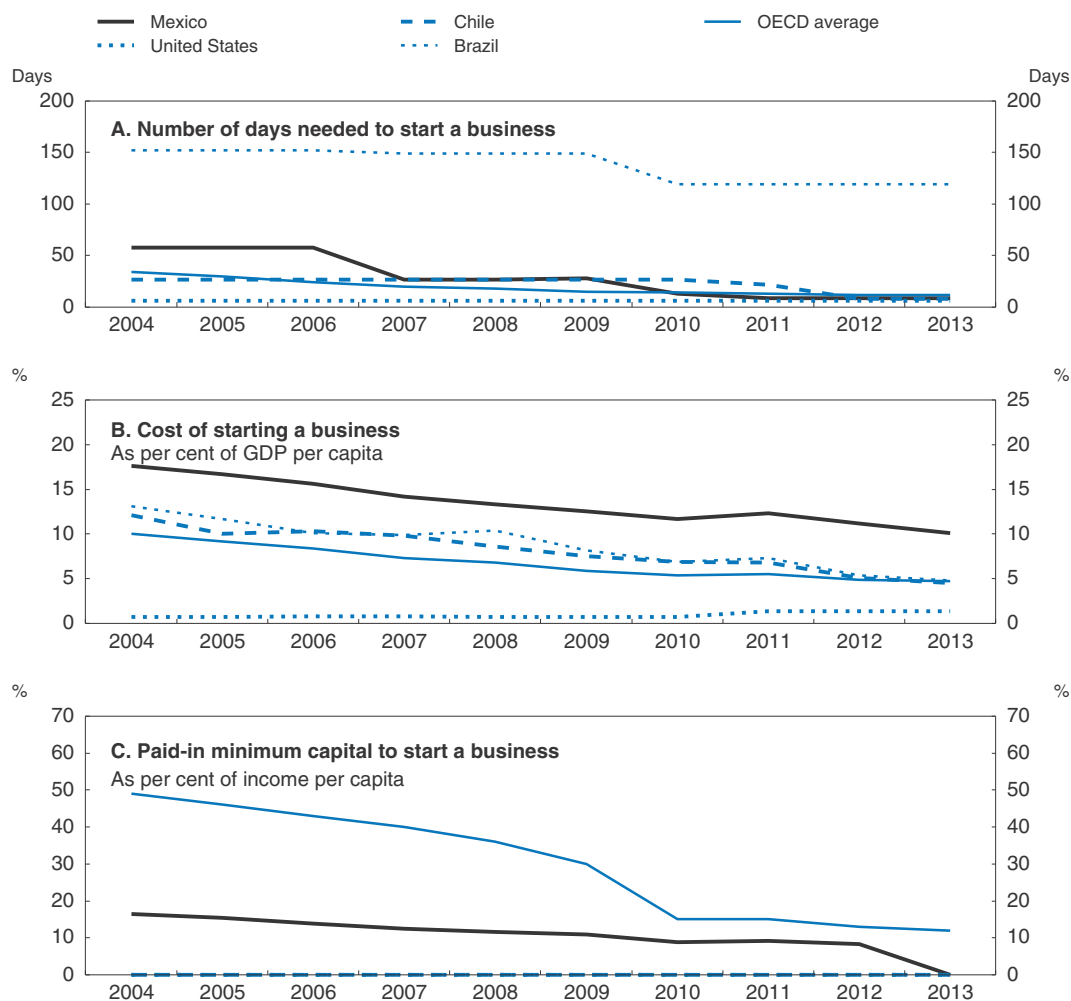 Mexico Chile OECD average
United States Brazil
Days Days
A. Number of days needed to start a business
200 200
150 150
100 100
50 50
0 0
2004 2005 2006 2007 2008 2009 2010 2011 2012 2013
% %
25 25
B. Cost of starting a business
20 20
As per cent of GDP per capita
15 15
10 10
5 5
0 0
2004 2005 2006 2007 2008 2009 2010 2011 2012 2013
% %
70 70
C. Paid-in minimum capital to start a business
60 60
As per cent of income per capita
50 50
40 40
30 30
20 20
10 10
0 0
2004 2005 2006 2007 2008 2009 2010 2011 2012 2013